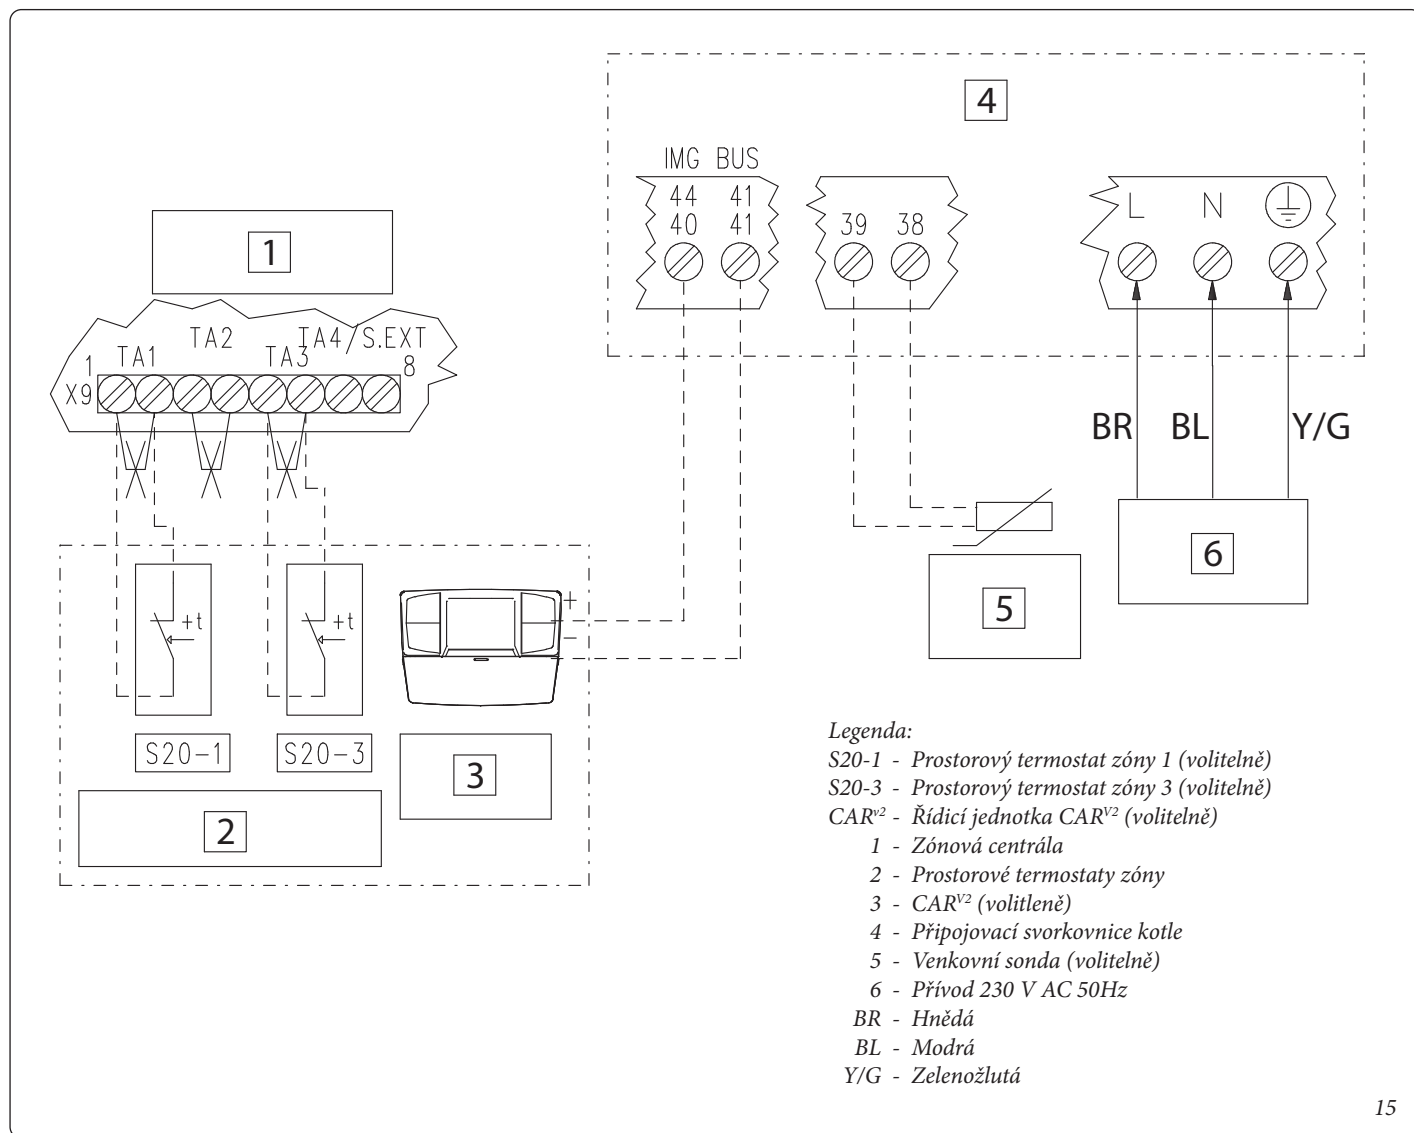 4
IMG BUS
44 41
40 41
39 38
L N
1
TA1 TA2 TA3 TA4/S.EXT
1 8
X9
BR BL Y/G
+t +t
+
-
S20-1 S20-3
2
3
5
6
Legenda:
S20-1 - Prostorový termostat zóny 1 (volitelně)
S20-3 - Prostorový termostat zóny 3 (volitelně)
CARv2 - Řídicí jednotka CARV2 (volitelně)
1 - Zónová centrála
2 - Prostorové termostaty zóny
3 - CARV2 (volitleně)
4 - Připojovací svorkovnice kotle
5 - Venkovní sonda (volitelně)
6 - Přívod 230 V AC 50Hz
BR - Hnědá
BL - Modrá
Y/G - Zelenožlutá
15